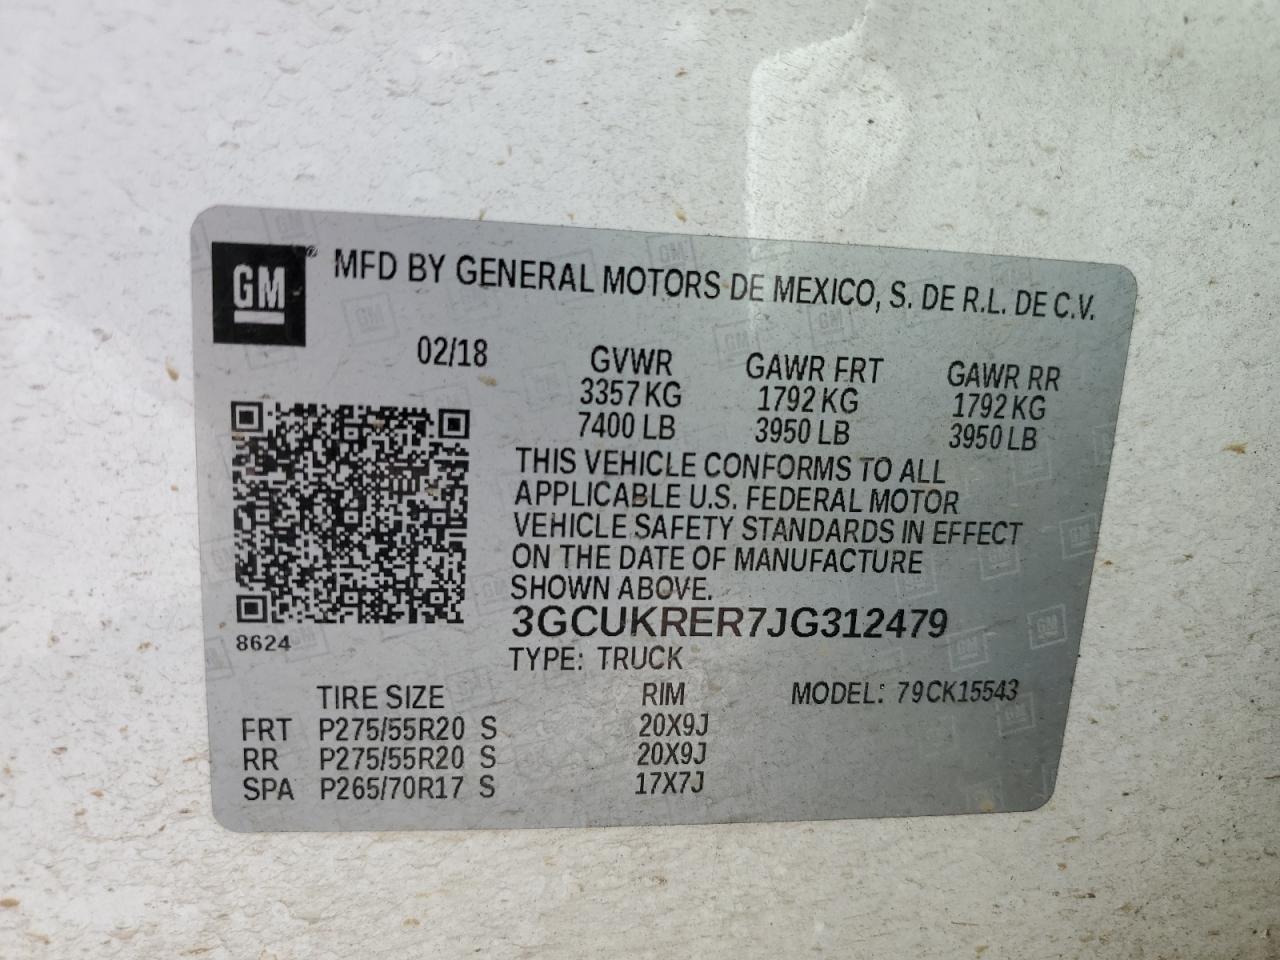 GM® MFD BY GENERAL MOTORS DE MEXICO, S. DE R.L. DE C.V.
02/18 GVWR GAWR FRT GAWR RR
3357 KG 1792 KG 1792 KG
7400 LB 3950 LB 3950 LB
THIS VEHICLE CONFORMS TO ALL
APPLICABLE U.S. FEDERAL MOTOR
VEHICLE SAFETY STANDARDS IN EFFECT
ON THE DATE OF MANUFACTURE
SHOWN ABOVE.
3GCUKRER7JG312479
8624
TYPE: TRUCK
TIRE SIZE RIM MODEL: 79CK15543
FRT P275/55R20 S 20X9J
RR P275/55R20 S 20X9J
SPA P265/70R17 S 17X7J